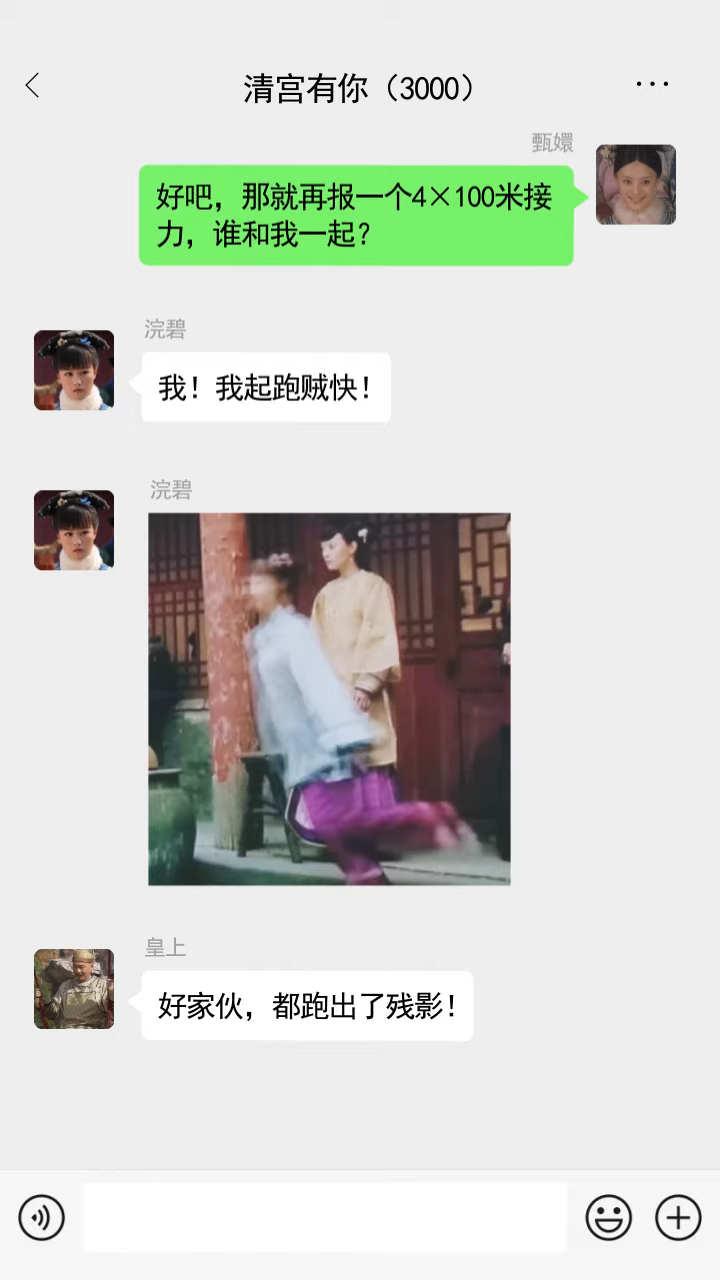 清宫有你（3000）
甄嬛
好吧，那就再报一个4×100米接
力，谁和我一起？
浣碧
我！我起跑贼快！
浣碧
皇上
好家伙，都跑出了残影！